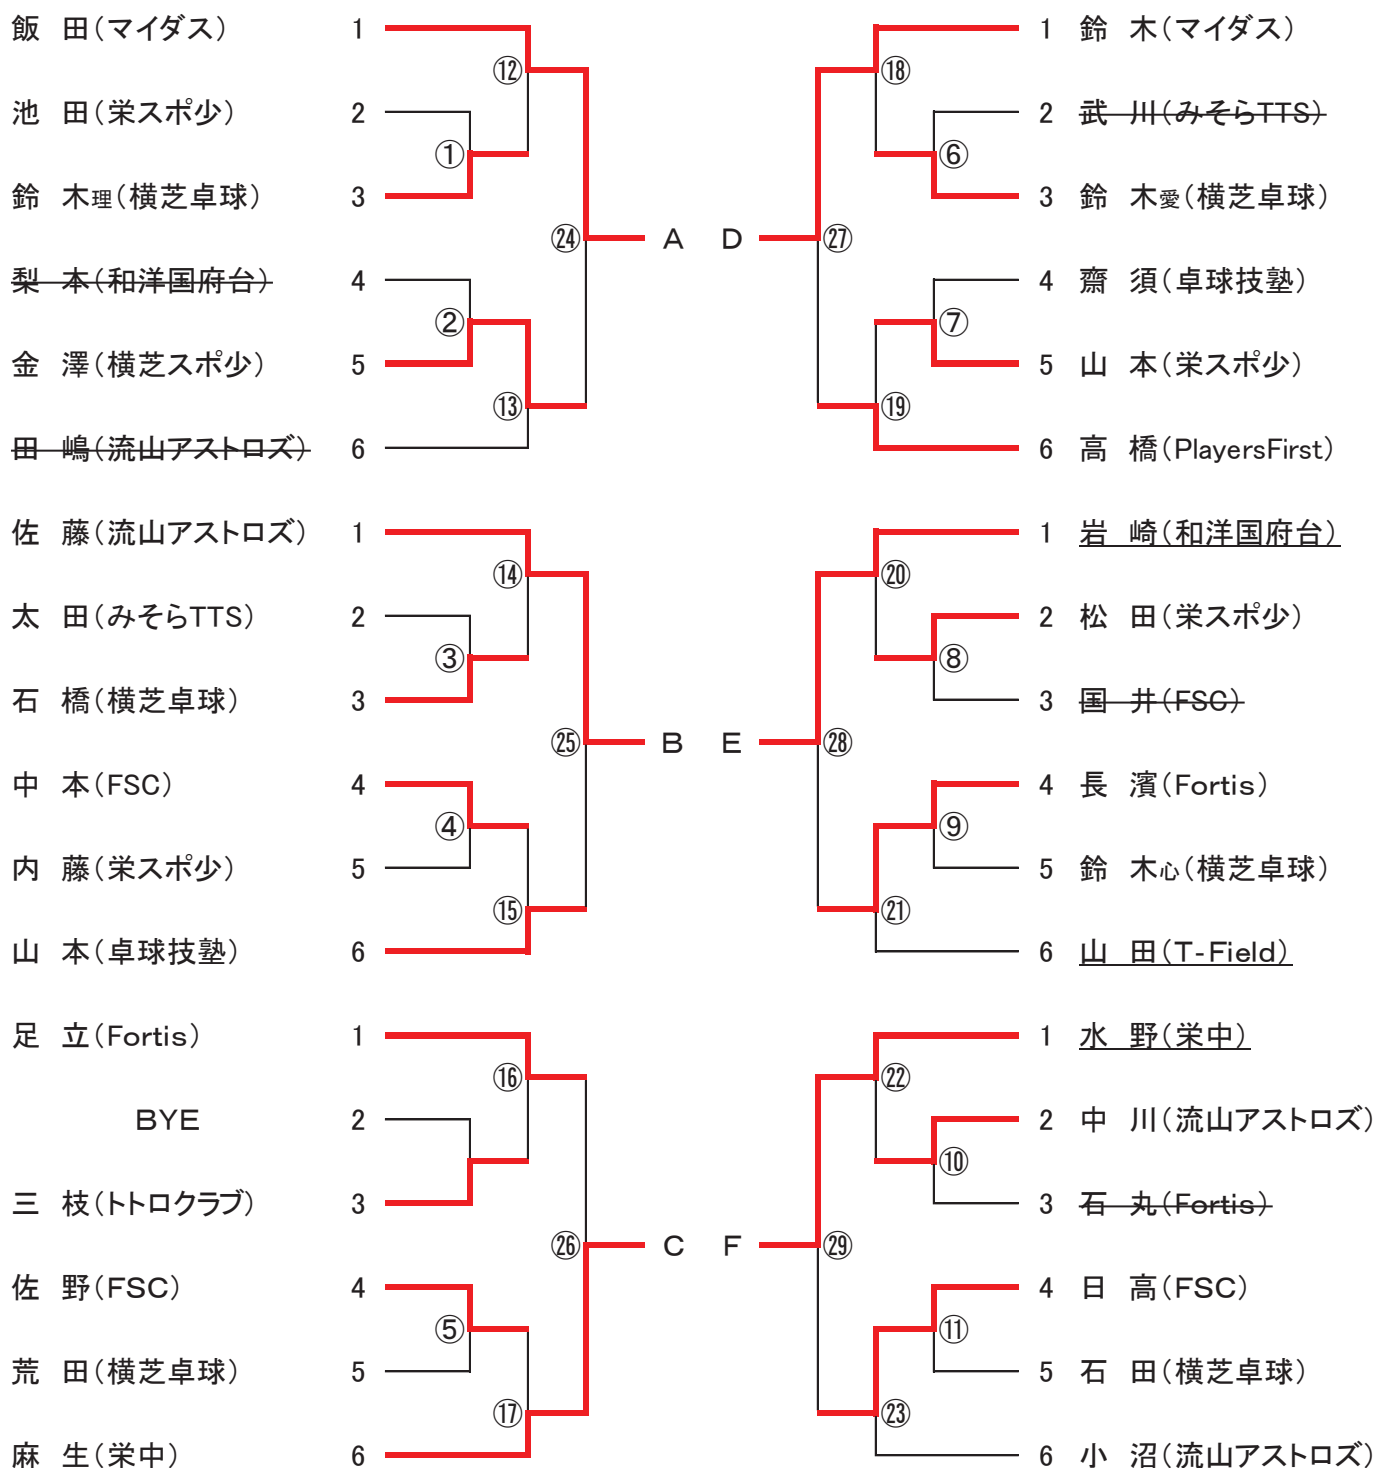 飯 田(マイダス) 1
⑫
池 田(栄スポ少) 2
①
鈴 木理(横芝卓球) 3
㉔ A
梨 本(和洋国府台) 4
②
金 澤(横芝スポ少) 5
⑬
田 嶋(流山アストロズ) 6
佐 藤(流山アストロズ) 1
⑭
太 田(みそらTTS) 2
③
石 橋(横芝卓球) 3
㉕ B
中 本(FSC) 4
④
内 藤(栄スポ少) 5
⑮
山 本(卓球技塾) 6
足 立(Fortis) 1
⑯
BYE 2
三 枝(トトロクラブ) 3
㉖ C
佐 野(FSC) 4
⑤
荒 田(横芝卓球) 5
⑰
麻 生(栄中) 6
1 鈴 木(マイダス)
⑱
2 武 川(みそらTTS)
⑥
3 鈴 木愛(横芝卓球)
D ㉗
4 齋 須(卓球技塾)
⑦
5 山 本(栄スポ少)
⑲
6 高 橋(PlayersFirst)
1 岩 崎(和洋国府台)
⑳
2 松 田(栄スポ少)
⑧
3 国 井(FSC)
E ㉘
4 長 濱(Fortis)
⑨
5 鈴 木心(横芝卓球)
㉑
6 山 田(T-Field)
1 水 野(栄中)
㉒
2 中 川(流山アストロズ)
⑩
3 石 丸(Fortis)
F ㉙
4 日 高(FSC)
⑪
5 石 田(横芝卓球)
㉓
6 小 沼(流山アストロズ)